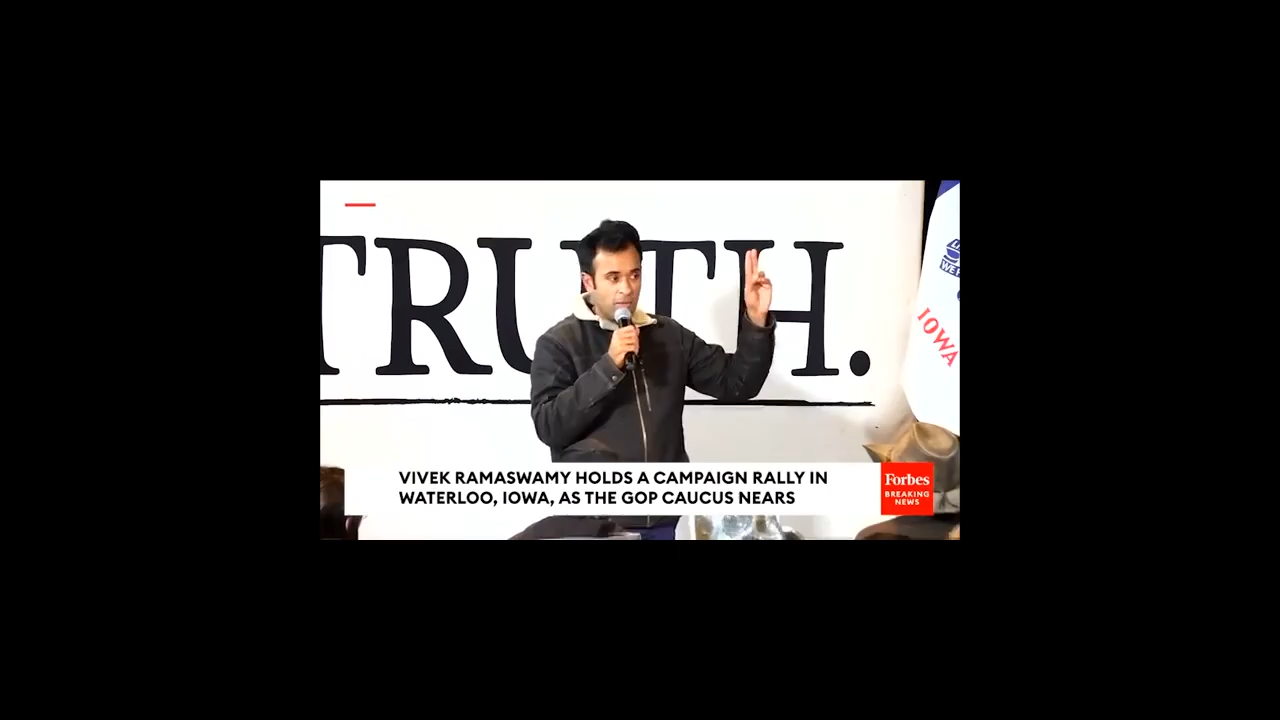 TRUTH.
IOWA
VIVEK RAMASWAMY HOLDS A CAMPAIGN RALLY IN
WATERLOO, IOWA, AS THE GOP CAUCUS NEARS
Forbes
BREAKING
NEWS